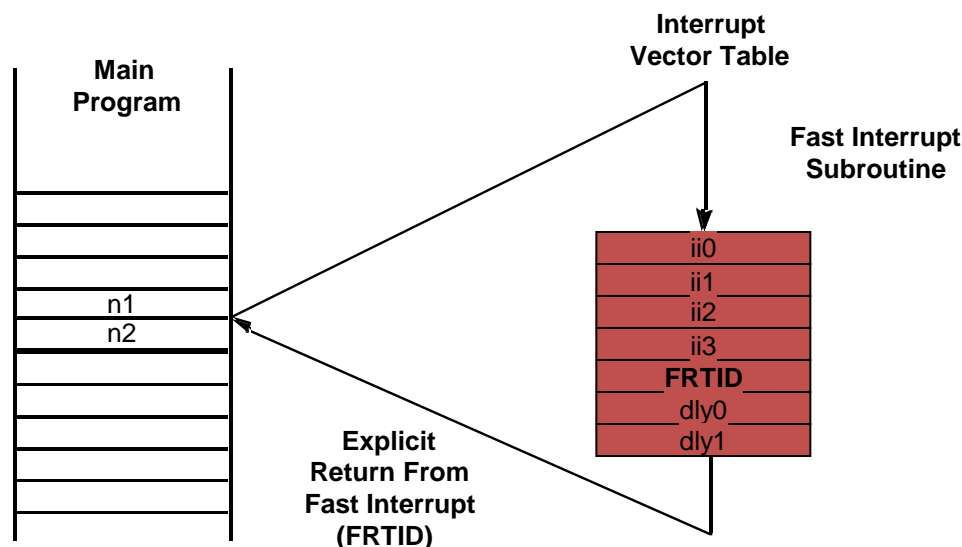 Interrupt
Vector Table
Main
Program
Fast Interrupt
Subroutine
ii0
ii1
n1
ii2
n2
ii3
FRTID
dly0
dly1
Explicit
Return From
Fast Interrupt
(FRTID)